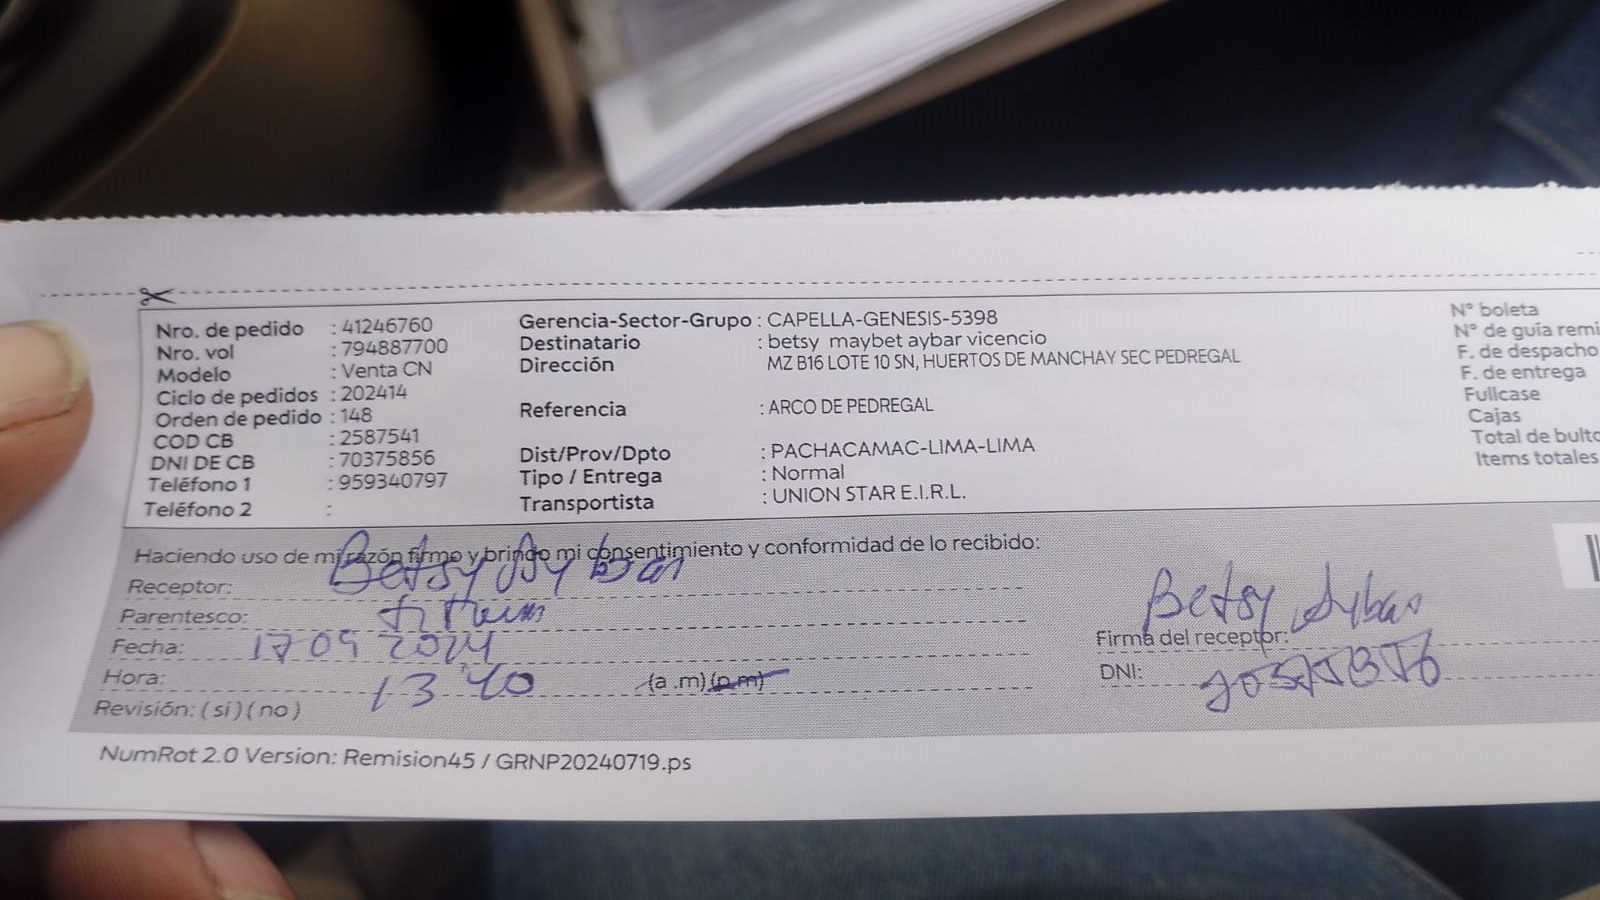 Nro. de pedido : 41246760
Nro. vol : 794887700
Modelo : Venta CN
Ciclo de pedidos : 202414
Orden de pedido : 148
COD CB : 2587541
DNI DE CB : 70375856
Teléfono 1 : 959340797
Teléfono 2 :
Gerencia-Sector-Grupo : CAPELLA-GENESIS-5398
Destinatario : betsy maybet aybar vicencio
Dirección MZ B16 LOTE 10 SN, HUERTOS DE MANCHAY SEC PEDREGAL
Referencia : ARCO DE PEDREGAL
Dist/Prov/Dpto : PACHACAMAC-LIMA-LIMA
Tipo / Entrega : Normal
Transportista : UNION STAR E.I.R.L.
N° boleta
N° de guía remi
F. de despacho
F. de entrega
Fullcase
Cajas
Total de bulto
Items totales
Haciendo uso de mi razón firmo y brindo mi consentimiento y conformidad de lo recibido:
Receptor: Betsy Aybar
Parentesco:
Fecha: 17 09 2024
Hora: 13 40 (a.m) (p.m)
Revisión: ( si ) ( no )
Betsy Aybar
Firma del receptor:
DNI:
NumRot 2.0 Version: Remision45 / GRNP20240719.ps